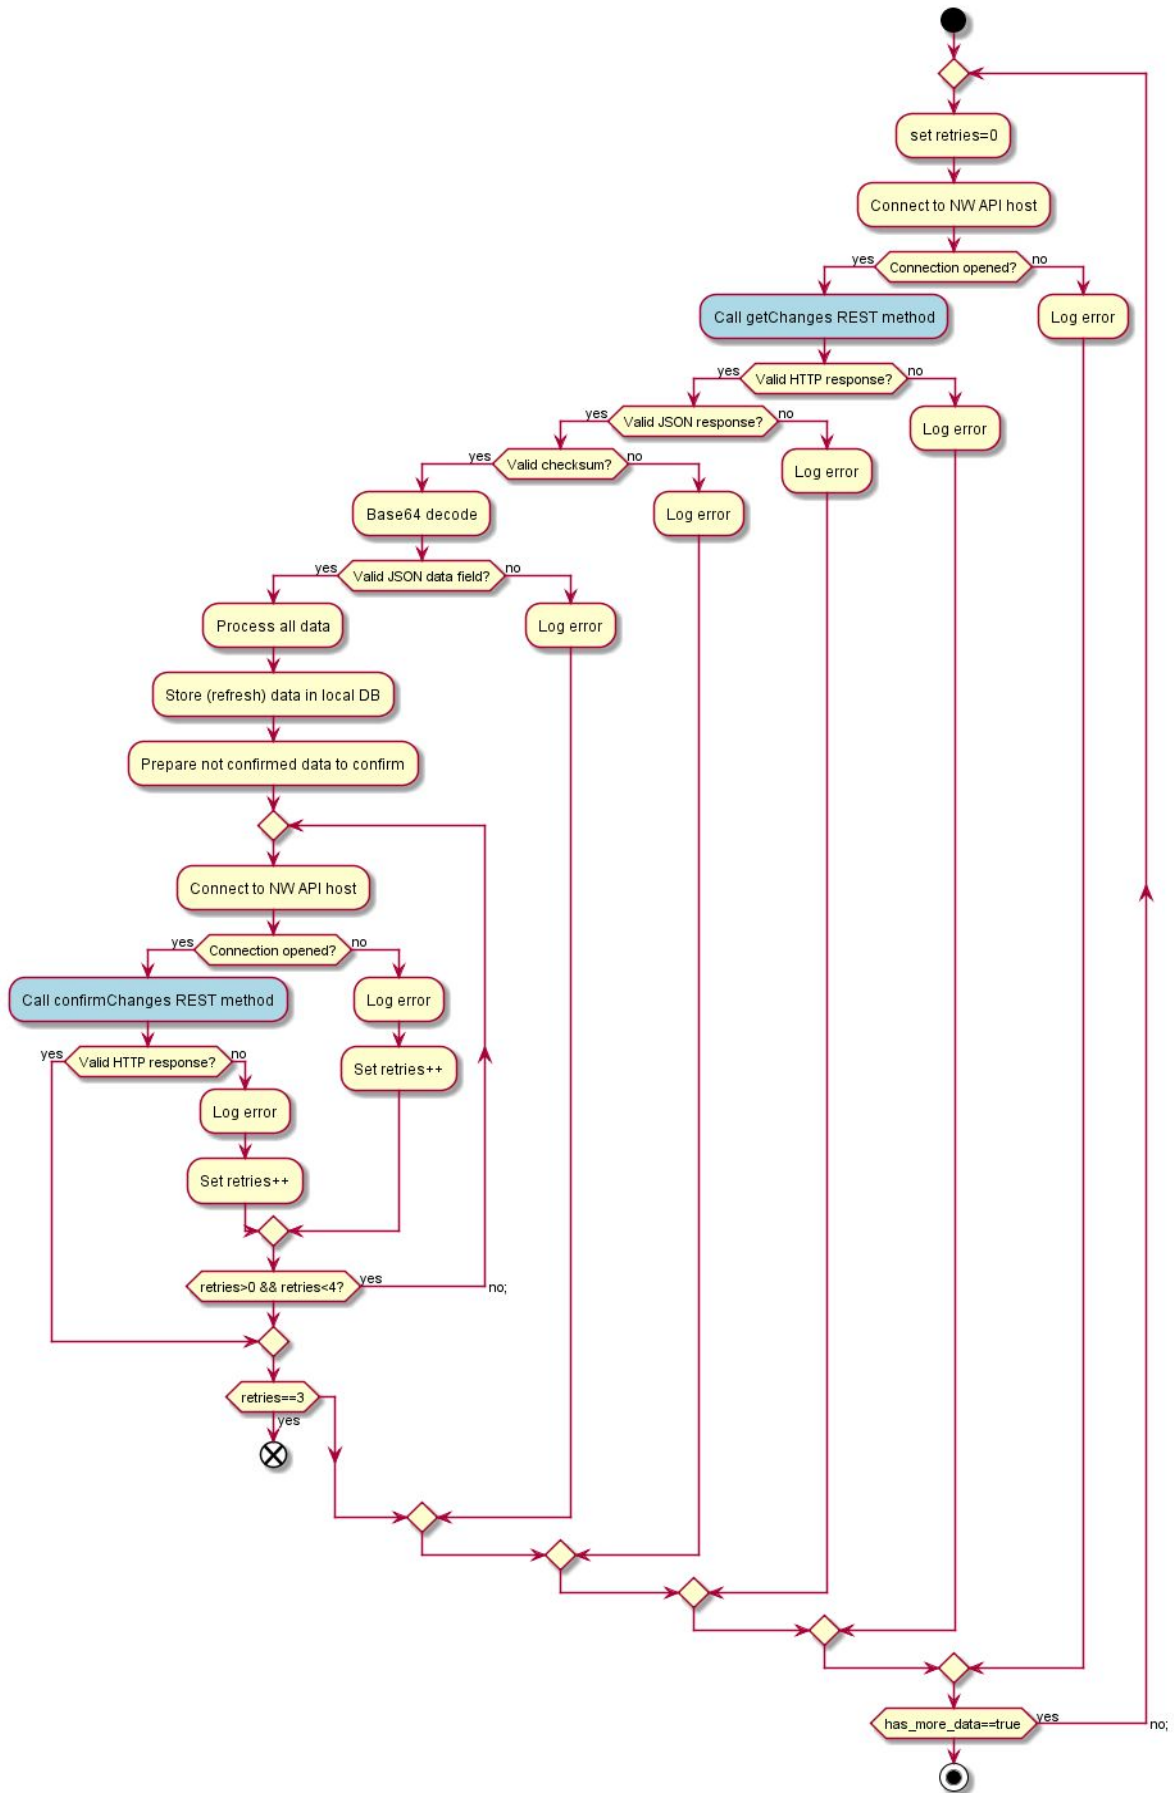 set retries=0
Connect to NW API host
yes
Connection opened?
no
Call getChanges REST method
Log error
yes
Valid HTTP response?
no
yes
Valid JSON response?
no
Log error
yes
Valid checksum?
no
Log error
Base64 decode
Log error
yes
Valid JSON data field?
no
Process all data
Log error
Store (refresh) data in local DB
Prepare not confirmed data to confirm
Connect to NW API host
yes
Connection opened?
no
Call confirmChanges REST method
Log error
yes
Valid HTTP response?
no
Set retries++
Log error
Set retries++
retries>0 && retries<4?
yes
no;
retries==3
yes
has_more_data==true
yes
no;